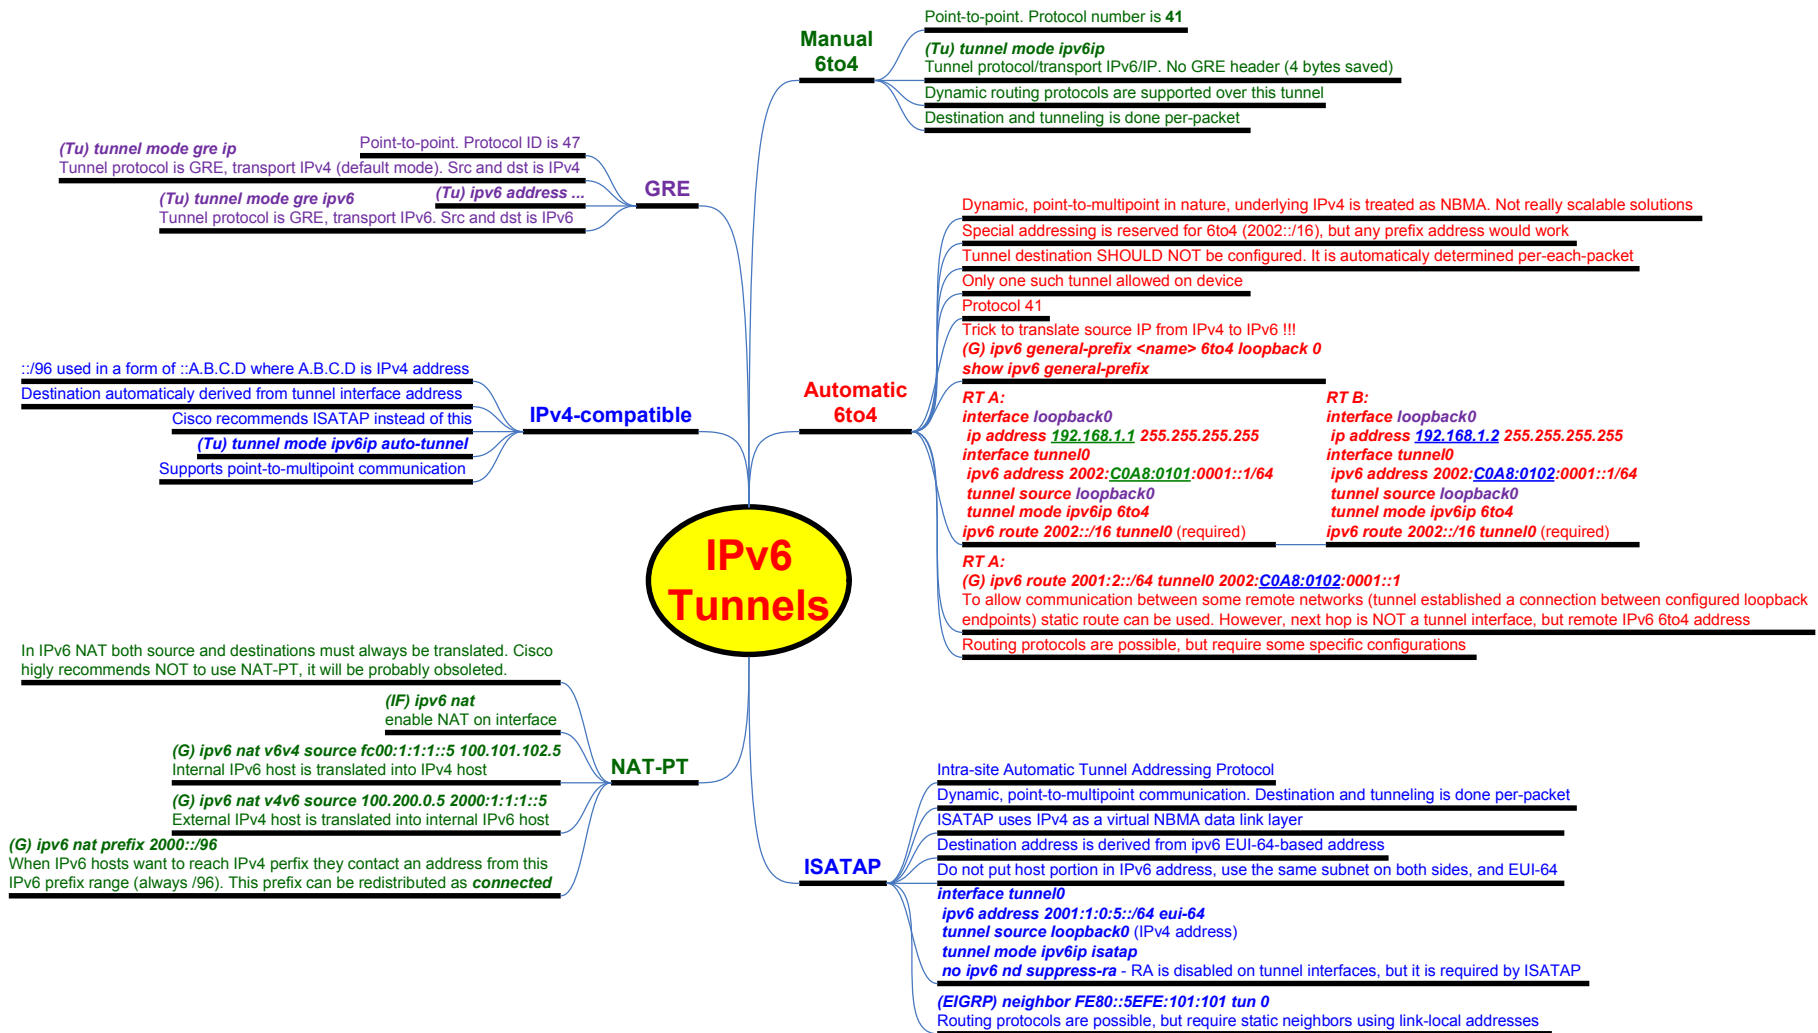 Manual
6to4
Point-to-point. Protocol number is 41
(Tu) tunnel mode ipv6ip
Tunnel protocol/transport IPv6/IP. No GRE header (4 bytes saved)
Dynamic routing protocols are supported over this tunnel
Destination and tunneling is done per-packet
GRE
Point-to-point. Protocol ID is 47
(Tu) tunnel mode gre ip
Tunnel protocol is GRE, transport IPv4 (default mode). Src and dst is IPv4
(Tu) ipv6 address ...
(Tu) tunnel mode gre ipv6
Tunnel protocol is GRE, transport IPv6. Src and dst is IPv6
Automatic
6to4
Dynamic, point-to-multipoint in nature, underlying IPv4 is treated as NBMA. Not really scalable solutions
Special addressing is reserved for 6to4 (2002::/16), but any prefix address would work
Tunnel destination SHOULD NOT be configured. It is automaticaly determined per-each-packet
Only one such tunnel allowed on device
Protocol 41
Trick to translate source IP from IPv4 to IPv6 !!!
(G) ipv6 general-prefix <name> 6to4 loopback 0
show ipv6 general-prefix
RT A:
interface loopback0
ip address 192.168.1.1 255.255.255.255
interface tunnel0
ipv6 address 2002:C0A8:0101:0001::1/64
tunnel source loopback0
tunnel mode ipv6ip 6to4
ipv6 route 2002::/16 tunnel0 (required)
RT B:
interface loopback0
ip address 192.168.1.2 255.255.255.255
interface tunnel0
ipv6 address 2002:C0A8:0102:0001::1/64
tunnel source loopback0
tunnel mode ipv6ip 6to4
ipv6 route 2002::/16 tunnel0 (required)
RT A:
(G) ipv6 route 2001:2::/64 tunnel0 2002:C0A8:0102:0001::1
To allow communication between some remote networks (tunnel established a connection between configured loopback
endpoints) static route can be used. However, next hop is NOT a tunnel interface, but remote IPv6 6to4 address
Routing protocols are possible, but require some specific configurations
IPv4-compatible
::/96 used in a form of ::A.B.C.D where A.B.C.D is IPv4 address
Destination automaticaly derived from tunnel interface address
Cisco recommends ISATAP instead of this
(Tu) tunnel mode ipv6ip auto-tunnel
Supports point-to-multipoint communication
IPv6
Tunnels
NAT-PT
In IPv6 NAT both source and destinations must always be translated. Cisco
higly recommends NOT to use NAT-PT, it will be probably obsoleted.
(IF) ipv6 nat
enable NAT on interface
(G) ipv6 nat v6v4 source fc00:1:1:1::5 100.101.102.5
Internal IPv6 host is translated into IPv4 host
(G) ipv6 nat v4v6 source 100.200.0.5 2000:1:1:1::5
External IPv4 host is translated into internal IPv6 host
(G) ipv6 nat prefix 2000::/96
When IPv6 hosts want to reach IPv4 perfix they contact an address from this
IPv6 prefix range (always /96). This prefix can be redistributed as connected
ISATAP
Intra-site Automatic Tunnel Addressing Protocol
Dynamic, point-to-multipoint communication. Destination and tunneling is done per-packet
ISATAP uses IPv4 as a virtual NBMA data link layer
Destination address is derived from ipv6 EUI-64-based address
Do not put host portion in IPv6 address, use the same subnet on both sides, and EUI-64
interface tunnel0
ipv6 address 2001:1:0:5::/64 eui-64
tunnel source loopback0 (IPv4 address)
tunnel mode ipv6ip isatap
no ipv6 nd suppress-ra - RA is disabled on tunnel interfaces, but it is required by ISATAP
(EIGRP) neighbor FE80::5EFE:101:101 tun 0
Routing protocols are possible, but require static neighbors using link-local addresses